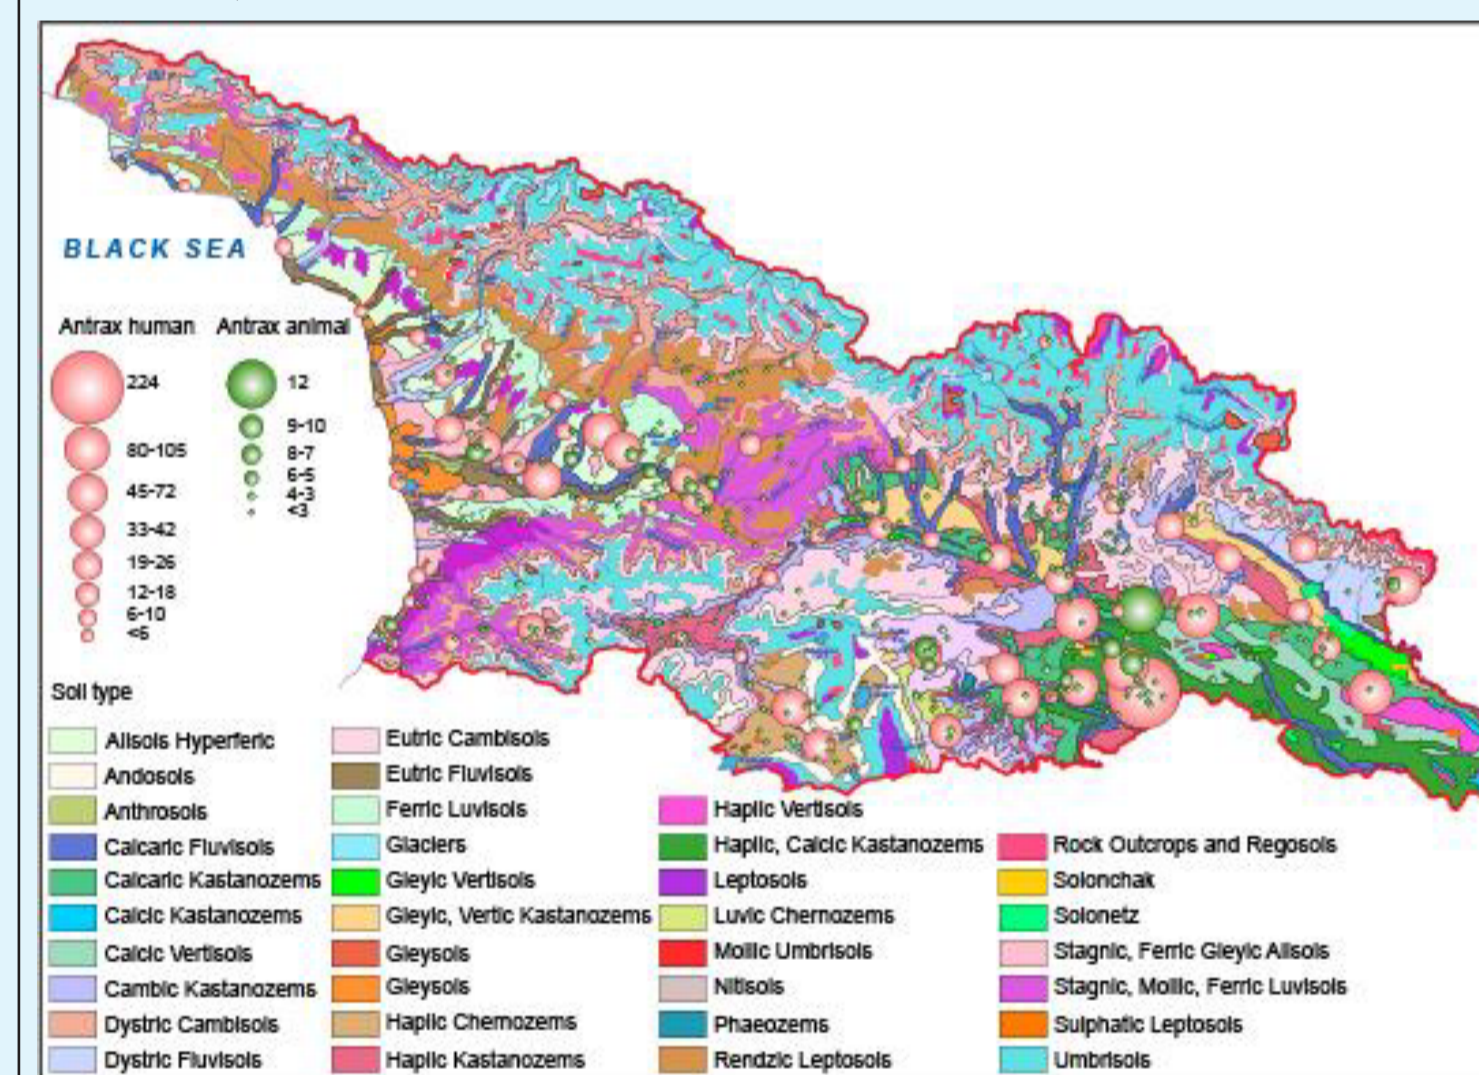 BLACK SEA
Antrax human
Antrax animal
224
80-105
45-72
33-42
19-26
12-18
6-10
<6
12
9-10
8-7
6-5
4-3
<3
Soil type
Alisols Hyperferic
Andosols
Anthrosols
Calcaric Fluvisols
Calcaric Kastanozems
Calcic Kastanozems
Calcic Vertisols
Cambic Kastanozems
Dystric Cambisols
Dystric Fluvisols
Eutric Cambisols
Eutric Fluvisols
Ferric Luvisols
Glaciers
Gleyic Vertisols
Gleyic, Vertic Kastanozems
Gleysols
Gleysols
Haplic Chernozems
Haplic Kastanozems
Haplic Vertisols
Haplic, Calcic Kastanozems
Leptosols
Luvic Chernozems
Mollic Umbrisols
Nitisols
Phaeozems
Rendzic Leptosols
Rock Outcrops and Regosols
Solonchak
Solonetz
Stagnic, Ferric Gleyic Alisols
Stagnic, Mollic, Ferric Luvisols
Sulphatic Leptosols
Umbrisols